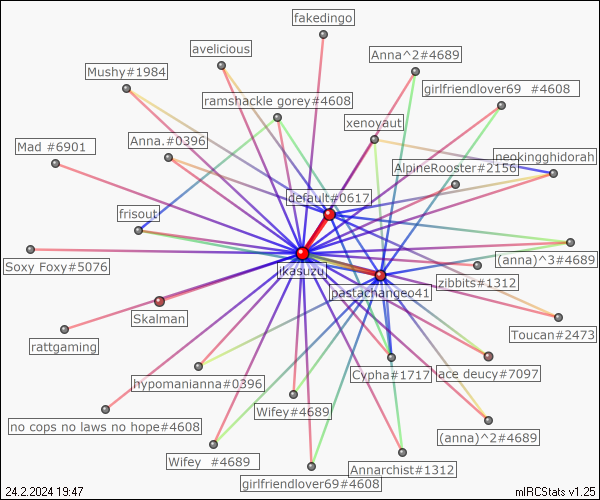 fakedingo
avelicious
Anna^2#4689
Mushy#1984
girlfriendlover69 #4608
ramshackle gorey#4608
xenoyaut
Anna.#0396
Mad #6901
neokingghidorah
AlpineRooster#2156
default#0617
frisout
(anna)^3#4689
Soxy Foxy#5076
ikasuzu
zibbits#1312
pastachange041
Skalman
Toucan#2473
rattgaming
Cypha#1717
ace deucy#7097
hypomanianna#0396
Wifey#4689
no cops no laws no hope#4608
(anna)^2#4689
Wifey #4689
Annarchist#1312
girlfriendlover69#4608
24.2.2024 19:47
mIRCStats v1.25